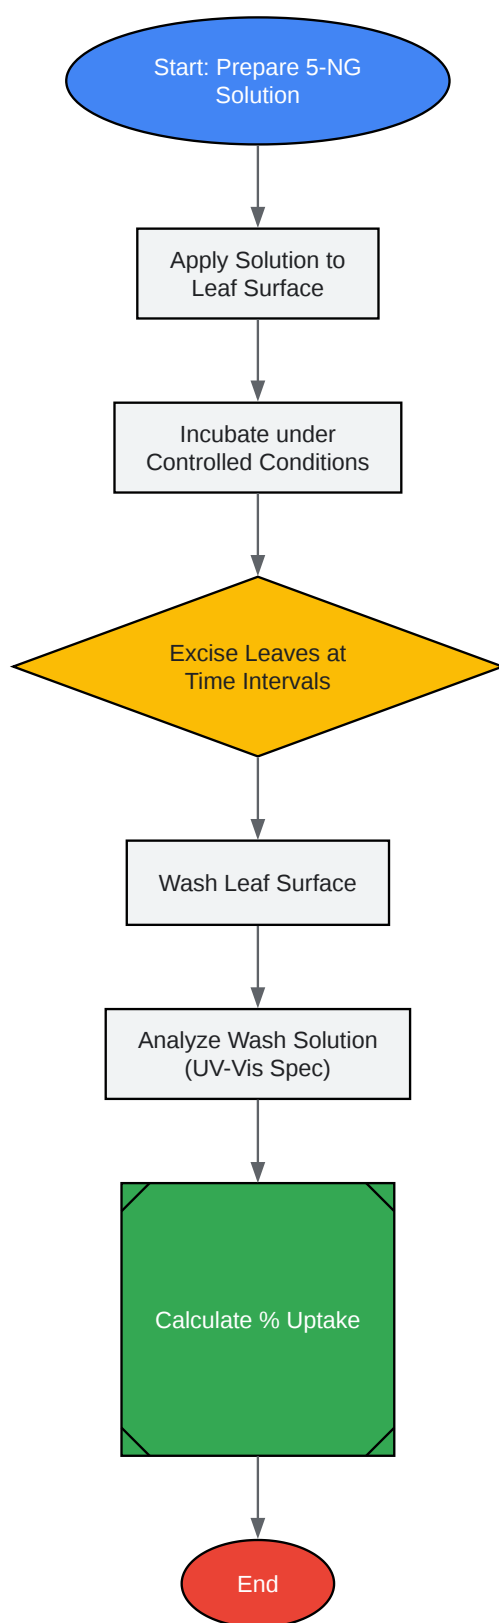 Start: Prepare 5-NG
Solution
Apply Solution to
Leaf Surface
Incubate under
Controlled Conditions
Excise Leaves at
Time Intervals
Wash Leaf Surface
Analyze Wash Solution
(UV-Vis Spec)
Calculate % Uptake
End